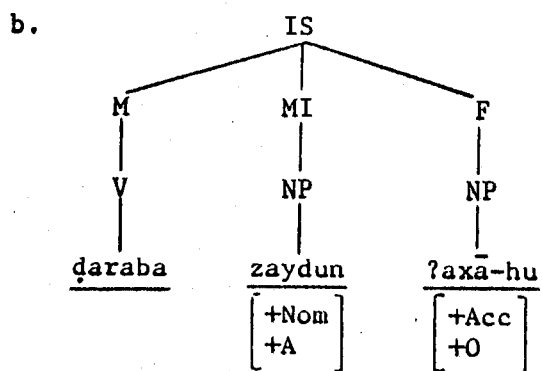 b.
IS
M MI F
V NP NP
ḍaraba zaydun ʔaxā-hu
[+Nom] [+Acc]
[+A] [+O]